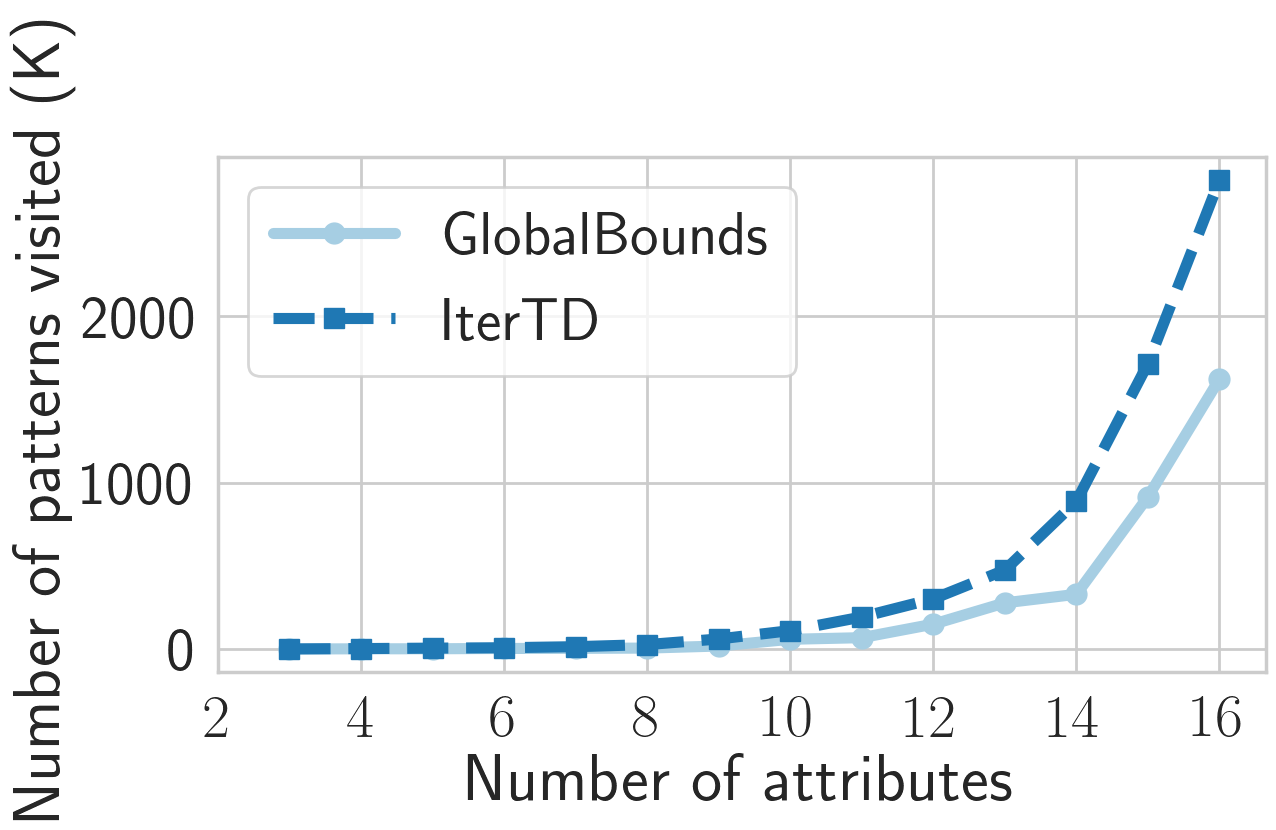 Number of patterns visited (K)
GlobalBounds
IterTD
2000
1000
0
2 4 6 8 10 12 14 16
Number of attributes